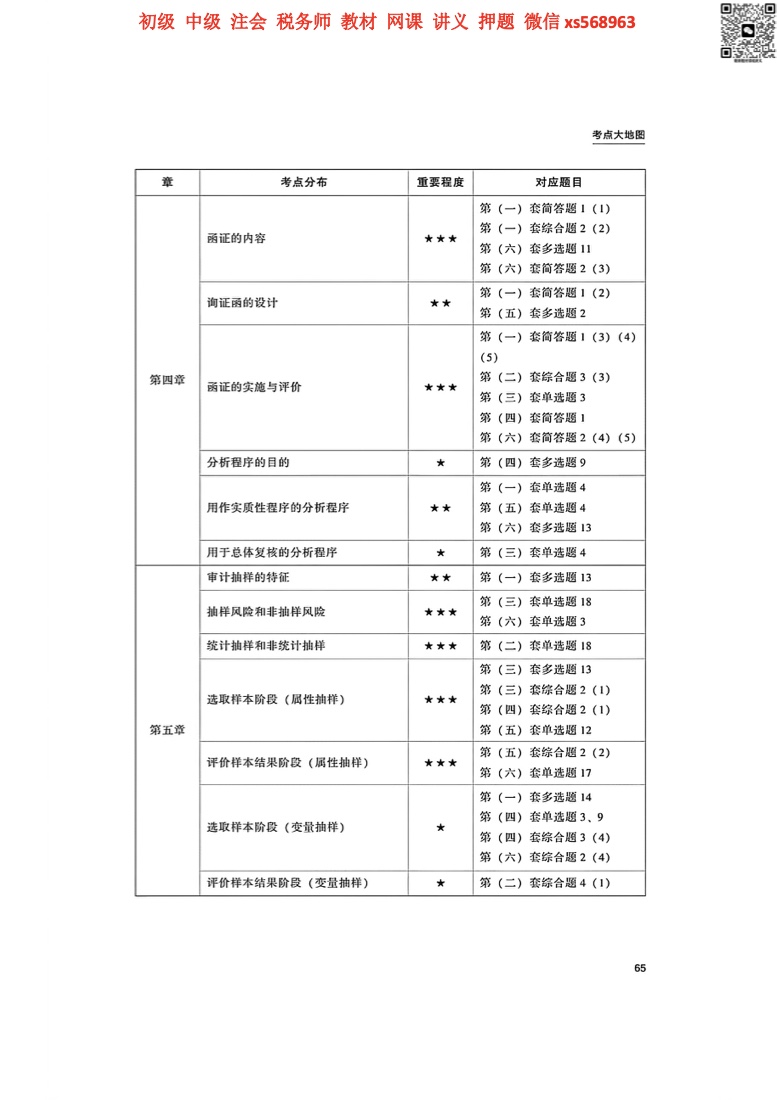 初级 中级 注会 税务师 教材 网课 讲义 押题 微信 xs568963
考点大地图
章 考点分布 重要程度 对应题目
第四章
函证的内容 ★★★
第（一）套简答题 1（1）
第（一）套综合题 2（2）
第（六）套多选题 11
第（六）套简答题 2（3）
询证函的设计 ★★
第（一）套简答题 1（2）
第（五）套多选题 2
函证的实施与评价 ★★★
第（一）套简答题 1（3）（4）
（5）
第（二）套综合题 3（3）
第（三）套单选题 3
第（四）套简答题 1
第（六）套简答题 2（4）（5）
分析程序的目的 ★ 第（四）套多选题 9
用作实质性程序的分析程序 ★★
第（一）套单选题 4
第（五）套单选题 4
第（六）套多选题 13
用于总体复核的分析程序 ★ 第（三）套单选题 4
第五章
审计抽样的特征 ★★ 第（一）套多选题 13
抽样风险和非抽样风险 ★★★
第（三）套单选题 18
第（六）套单选题 3
统计抽样和非统计抽样 ★★★ 第（二）套单选题 18
选取样本阶段（属性抽样） ★★★
第（三）套多选题 13
第（三）套综合题 2（1）
第（四）套综合题 2（1）
第（五）套单选题 12
评价样本结果阶段（属性抽样） ★★★
第（五）套综合题 2（2）
第（六）套单选题 17
选取样本阶段（变量抽样） ★
第（一）套多选题 14
第（四）套单选题 3、9
第（四）套综合题 3（4）
第（六）套综合题 2（4）
评价样本结果阶段（变量抽样） ★ 第（二）套综合题 4（1）
65